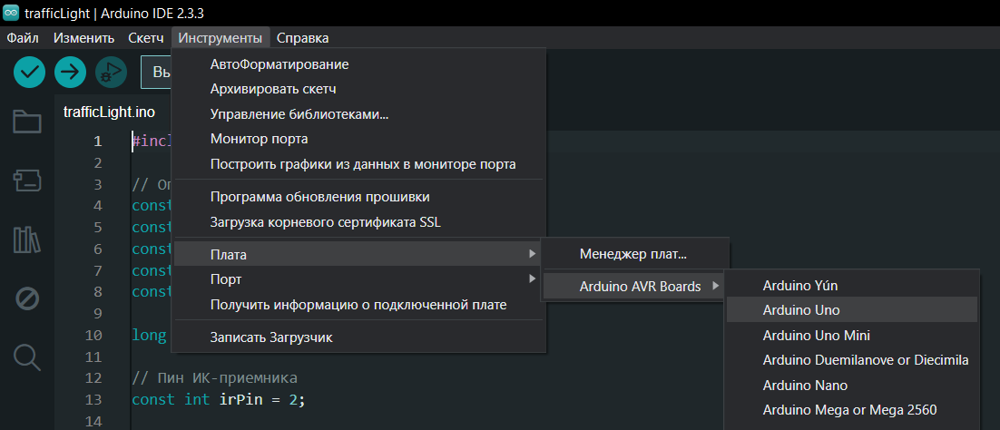 trafficLight | Arduino IDE 2.3.3
Файл Изменить Скетч Инструменты Справка
Вы
АвтоФорматирование
Архивировать скетч
Управление библиотеками...
Монитор порта
Построить графики из данных в мониторе порта
Программа обновления прошивки
Загрузка корневого сертификата SSL
Плата
Порт
Получить информацию о подключенной плате
Записать Загрузчик
Менеджер плат...
Arduino AVR Boards
Arduino Yún
Arduino Uno
Arduino Uno Mini
Arduino Duemilanove or Diecimila
Arduino Nano
Arduino Mega or Mega 2560
trafficLight.ino
1 #incl
2
3 // Оп
4 const
5 const
6 const
7 const
8 const
9
10 long
11
12 // Пин ИК-приемника
13 const int irPin = 2;
14